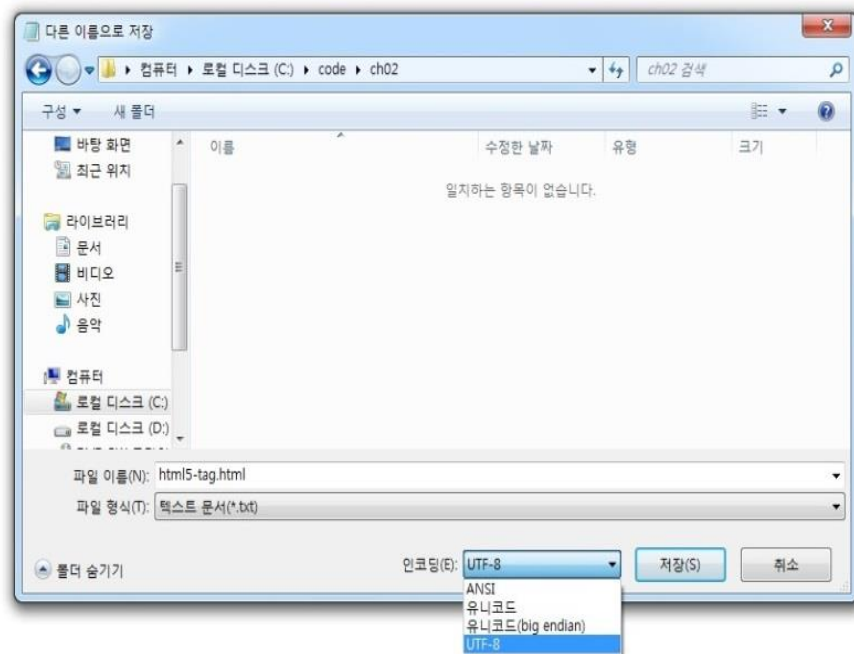 다른 이름으로 저장
컴퓨터 로컬 디스크 (C:) code ch02
ch02 검색
구성 새 폴더
바탕 화면
최근 위치
라이브러리
문서
비디오
사진
음악
컴퓨터
로컬 디스크 (C:)
로컬 디스크 (D:)
이름 수정한 날짜 유형 크기
일치하는 항목이 없습니다.
파일 이름(N): html5-tag.html
파일 형식(T): 텍스트 문서(*.txt)
폴더 숨기기
인코딩(E): UTF-8
저장(S)
취소
ANSI
유니코드
유니코드(big endian)
UTF-8